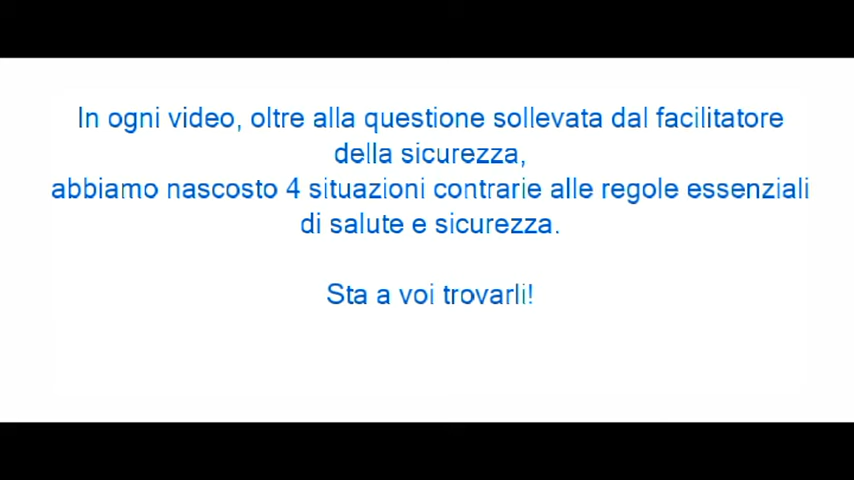 In ogni video, oltre alla questione sollevata dal facilitatore
della sicurezza,
abbiamo nascosto 4 situazioni contrarie alle regole essenziali
di salute e sicurezza.
Sta a voi trovarli!